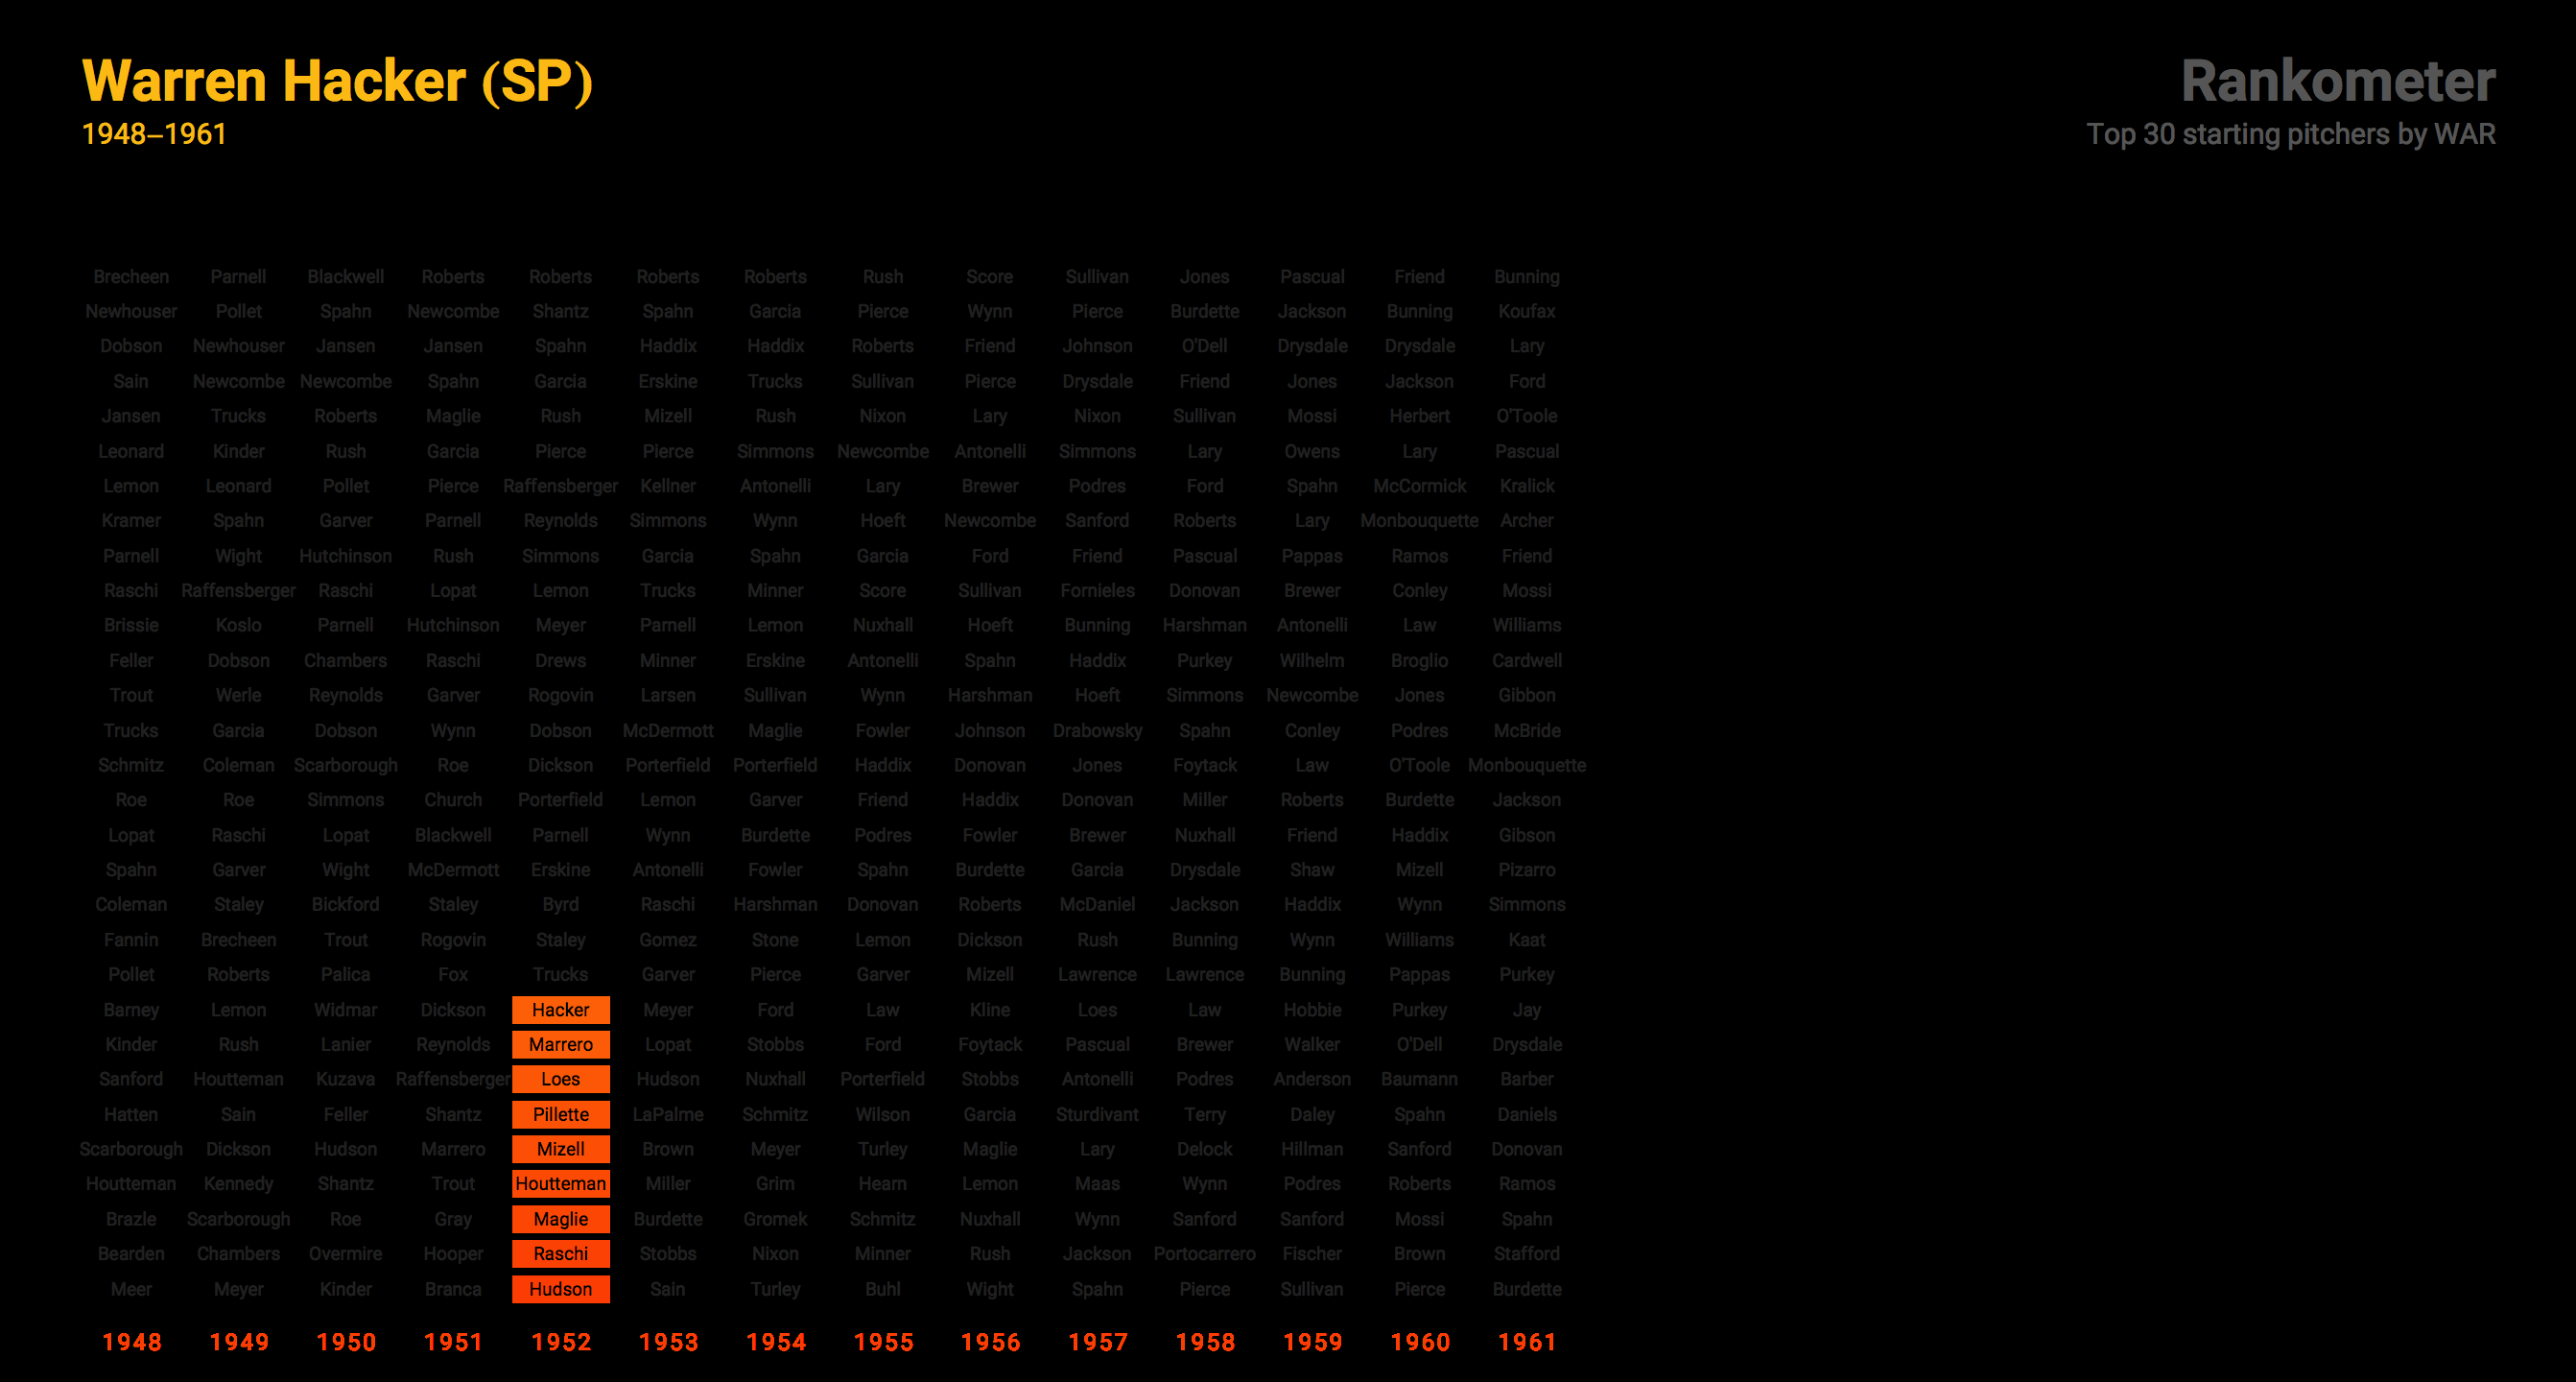 Warren Hacker (SP)
1948–1961
Rankometer
Top 30 starting pitchers by WAR
Brecheen Parnell Blackwell Roberts Roberts Roberts Roberts Rush Score Sullivan Jones Pascual Friend Bunning
Newhouser Pollet Spahn Newcombe Shantz Spahn Garcia Pierce Wynn Pierce Burdette Jackson Bunning Koufax
Dobson Newhouser Jansen Jansen Spahn Haddix Haddix Roberts Friend Johnson O'Dell Drysdale Drysdale Lary
Sain Newcombe Newcombe Spahn Garcia Erskine Trucks Sullivan Pierce Drysdale Friend Jones Jackson Ford
Jansen Trucks Roberts Maglie Rush Mizell Rush Nixon Lary Nixon Sullivan Mossi Herbert O'Toole
Leonard Kinder Rush Garcia Pierce Pierce Simmons Newcombe Antonelli Simmons Lary Owens Lary Pascual
Lemon Leonard Pollet Pierce Raffensberger Kellner Antonelli Lary Brewer Podres Ford Spahn McCormick Kralick
Kramer Spahn Garver Parnell Reynolds Simmons Wynn Hoeft Newcombe Sanford Roberts Lary Monbouquette Archer
Parnell Wight Hutchinson Rush Simmons Garcia Spahn Garcia Ford Friend Pascual Pappas Ramos Friend
Raschi Raffensberger Raschi Lopat Lemon Trucks Minner Score Sullivan Fornieles Donovan Brewer Conley Mossi
Brissie Koslo Parnell Hutchinson Meyer Parnell Lemon Nuxhall Hoeft Bunning Harshman Antonelli Law Williams
Feller Dobson Chambers Raschi Drews Minner Erskine Antonelli Spahn Haddix Purkey Wilhelm Broglio Cardwell
Trout Werle Reynolds Garver Rogovin Larsen Sullivan Wynn Harshman Hoeft Simmons Newcombe Jones Gibbon
Trucks Garcia Dobson Wynn Dobson McDermott Maglie Fowler Johnson Drabowsky Spahn Conley Podres McBride
Schmitz Coleman Scarborough Roe Dickson Porterfield Porterfield Haddix Donovan Jones Foytack Law O'Toole Monbouquette
Roe Roe Simmons Church Porterfield Lemon Garver Friend Haddix Donovan Miller Roberts Burdette Jackson
Lopat Raschi Lopat Blackwell Parnell Wynn Burdette Podres Fowler Brewer Nuxhall Friend Haddix Gibson
Spahn Garver Wight McDermott Erskine Antonelli Fowler Spahn Burdette Garcia Drysdale Shaw Mizell Pizarro
Coleman Staley Bickford Staley Byrd Raschi Harshman Donovan Roberts McDaniel Jackson Haddix Wynn Simmons
Fannin Brecheen Trout Rogovin Staley Gomez Stone Lemon Dickson Rush Bunning Wynn Williams Kaat
Pollet Roberts Palica Fox Trucks Garver Pierce Garver Mizell Lawrence Lawrence Bunning Pappas Purkey
Barney Lemon Widmar Dickson Hacker Meyer Ford Law Kline Loes Law Hobbie Purkey Jay
Kinder Rush Lanier Reynolds Marrero Lopat Stobbs Ford Foytack Pascual Brewer Walker O'Dell Drysdale
Sanford Houtteman Kuzava Raffensberger Loes Hudson Nuxhall Porterfield Stobbs Antonelli Podres Anderson Baumann Barber
Hatten Sain Feller Shantz Pillette LaPalme Schmitz Wilson Garcia Sturdivant Terry Daley Spahn Daniels
Scarborough Dickson Hudson Marrero Mizell Brown Meyer Turley Maglie Lary Delock Hillman Sanford Donovan
Houtteman Kennedy Shantz Trout Houtteman Miller Grim Hearn Lemon Maas Wynn Podres Roberts Ramos
Brazle Scarborough Roe Gray Maglie Burdette Gromek Schmitz Nuxhall Wynn Sanford Sanford Mossi Spahn
Bearden Chambers Overmire Hooper Raschi Stobbs Nixon Minner Rush Jackson Portocarrero Fischer Brown Stafford
Meer Meyer Kinder Branca Hudson Sain Turley Buhl Wight Spahn Pierce Sullivan Pierce Burdette
1948 1949 1950 1951 1952 1953 1954 1955 1956 1957 1958 1959 1960 1961